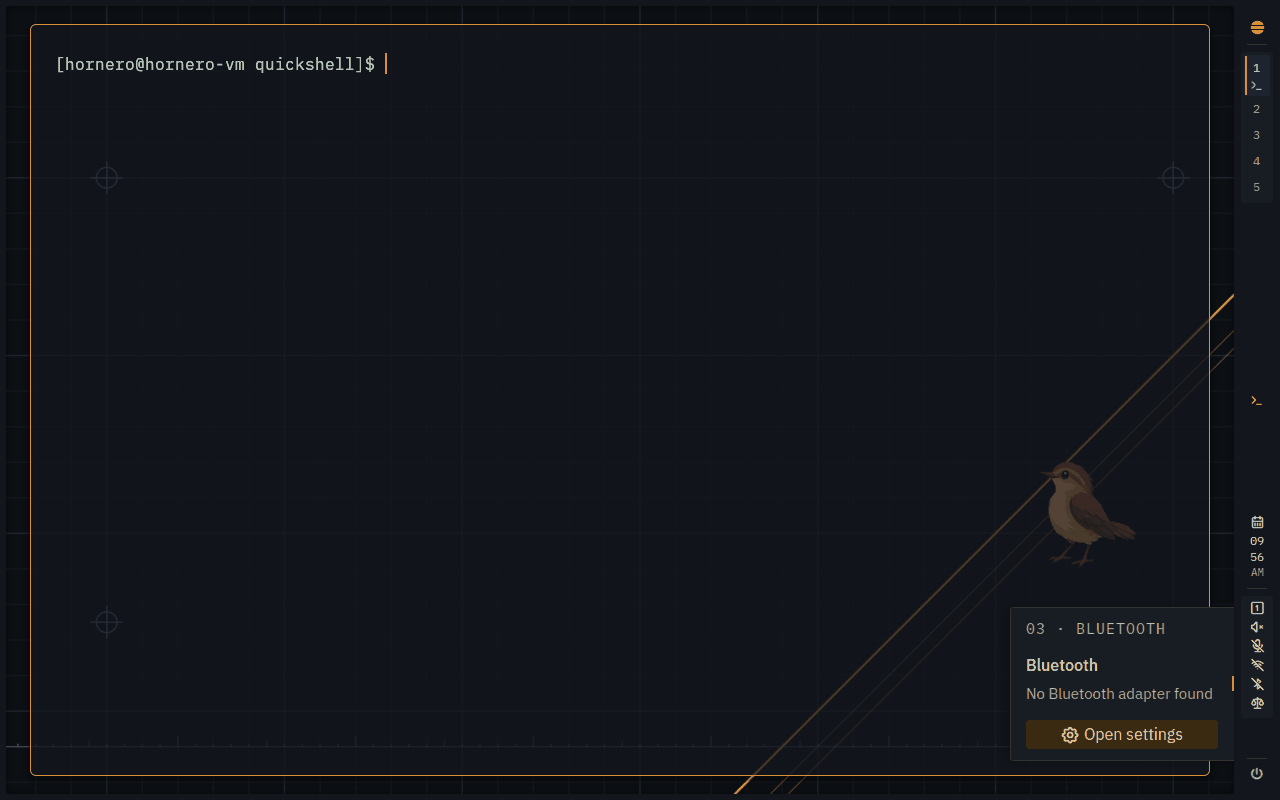 [hornero@hornero-vm quickshell]$
1
2
3
4
5
09
56
AM
1
03 · BLUETOOTH
Bluetooth
No Bluetooth adapter found
Open settings